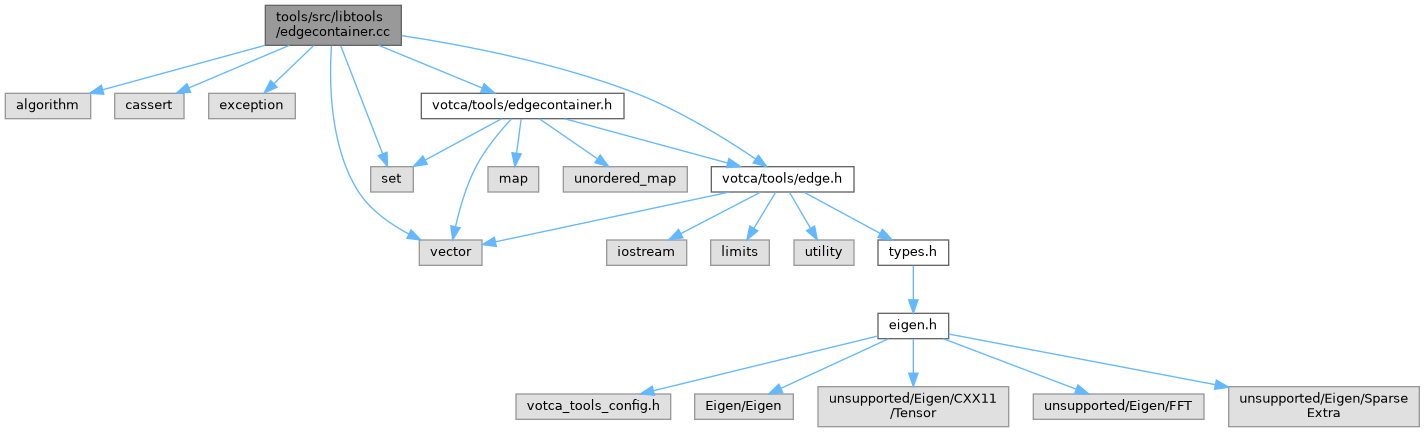 tools/src/libtools
/edgecontainer.cc
algorithm
cassert
exception
votca/tools/edgecontainer.h
set
map
unordered_map
votca/tools/edge.h
vector
iostream
limits
utility
types.h
eigen.h
votca_tools_config.h
Eigen/Eigen
unsupported/Eigen/CXX11
/Tensor
unsupported/Eigen/FFT
unsupported/Eigen/Sparse
Extra